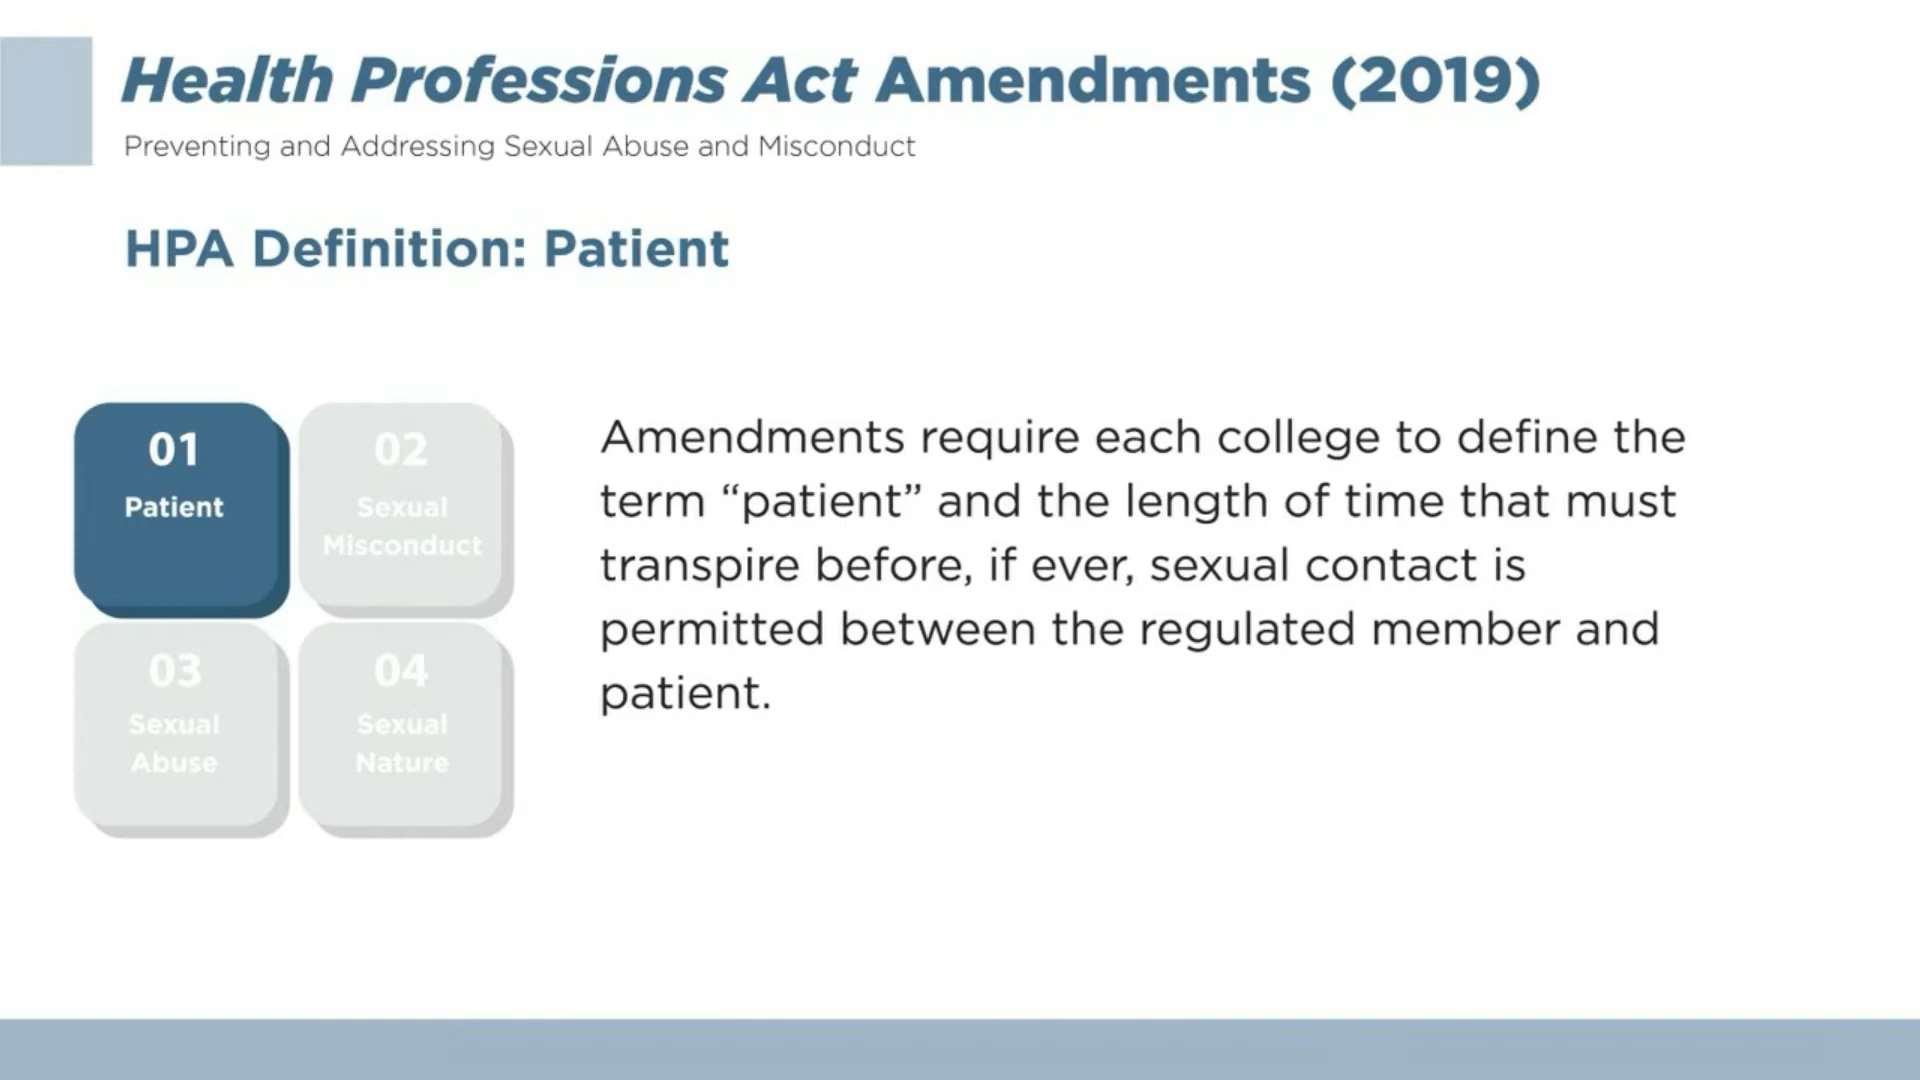 Health Professions Act Amendments (2019)
Preventing and Addressing Sexual Abuse and Misconduct
HPA Definition: Patient
01
Patient
02
Sexual
Misconduct
03
Sexual
Abuse
04
Sexual
Nature
Amendments require each college to define the
term “patient” and the length of time that must
transpire before, if ever, sexual contact is
permitted between the regulated member and
patient.